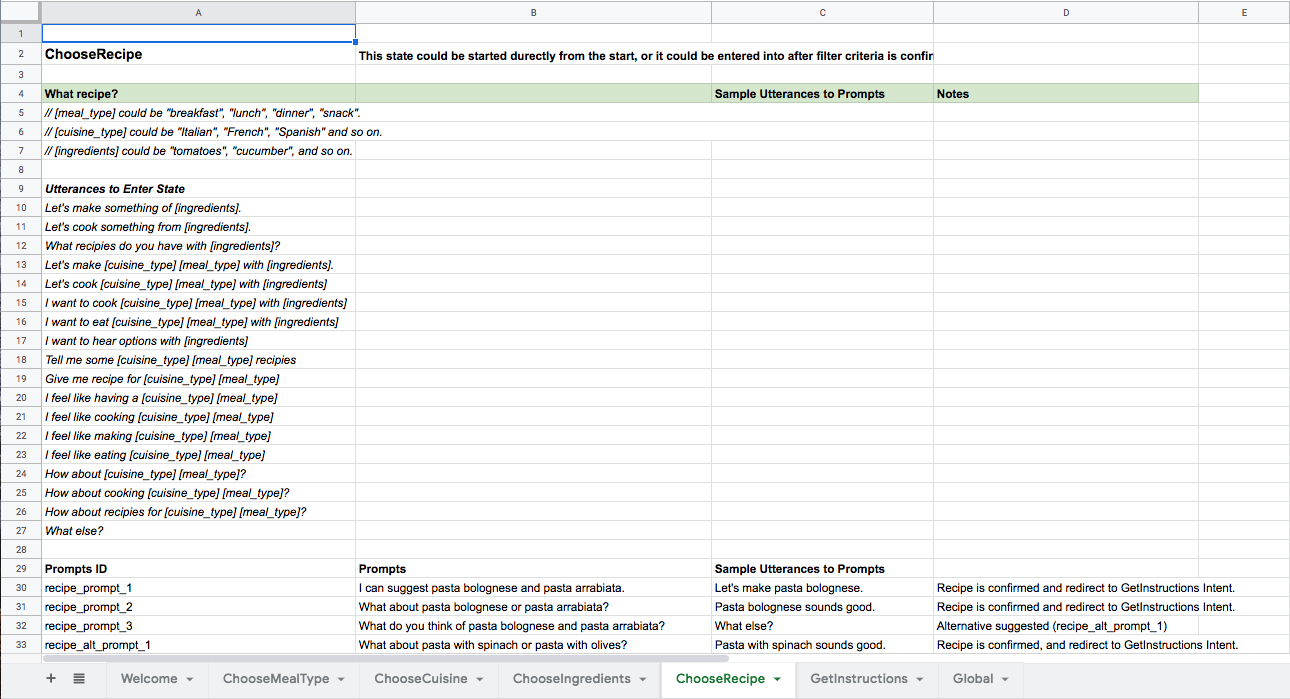 A B C D E
1
2 ChooseRecipe This state could be started durectly from the start, or it could be entered into after filter criteria is confir
3
4 What recipe? Sample Utterances to Prompts Notes
5 // [meal_type] could be "breakfast", "lunch", "dinner", "snack".
6 // [cuisine_type] could be "Italian", "French", "Spanish" and so on.
7 // [ingredients] could be "tomatoes", "cucumber", and so on.
8
9 Utterances to Enter State
10 Let's make something of [ingredients].
11 Let's cook something from [ingredients].
12 What recipies do you have with [ingredients]?
13 Let's make [cuisine_type] [meal_type] with [ingredients].
14 Let's cook [cuisine_type] [meal_type] with [ingredients]
15 I want to cook [cuisine_type] [meal_type] with [ingredients]
16 I want to eat [cuisine_type] [meal_type] with [ingredients]
17 I want to hear options with [ingredients]
18 Tell me some [cuisine_type] [meal_type] recipies
19 Give me recipe for [cuisine_type] [meal_type]
20 I feel like having a [cuisine_type] [meal_type]
21 I feel like cooking [cuisine_type] [meal_type]
22 I feel like making [cuisine_type] [meal_type]
23 I feel like eating [cuisine_type] [meal_type]
24 How about [cuisine_type] [meal_type]?
25 How about cooking [cuisine_type] [meal_type]?
26 How about recipies for [cuisine_type] [meal_type]?
27 What else?
28
29 Prompts ID Prompts Sample Utterances to Prompts
30 recipe_prompt_1 I can suggest pasta bolognese and pasta arrabiata. Let's make pasta bolognese. Recipe is confirmed and redirect to GetInstructions Intent.
31 recipe_prompt_2 What about pasta bolognese or pasta arrabiata? Pasta bolognese sounds good. Recipe is confirmed and redirect to GetInstructions Intent.
32 recipe_prompt_3 What do you think of pasta bolognese and pasta arrabiata? What else? Alternative suggested (recipe_alt_prompt_1)
33 recipe_alt_prompt_1 What about pasta with spinach or pasta with olives? Pasta with spinach sounds good. Recipe is confirmed, and redirect to GetInstructions Intent.
Welcome ChooseMealType ChooseCuisine ChooseIngredients ChooseRecipe GetInstructions Global